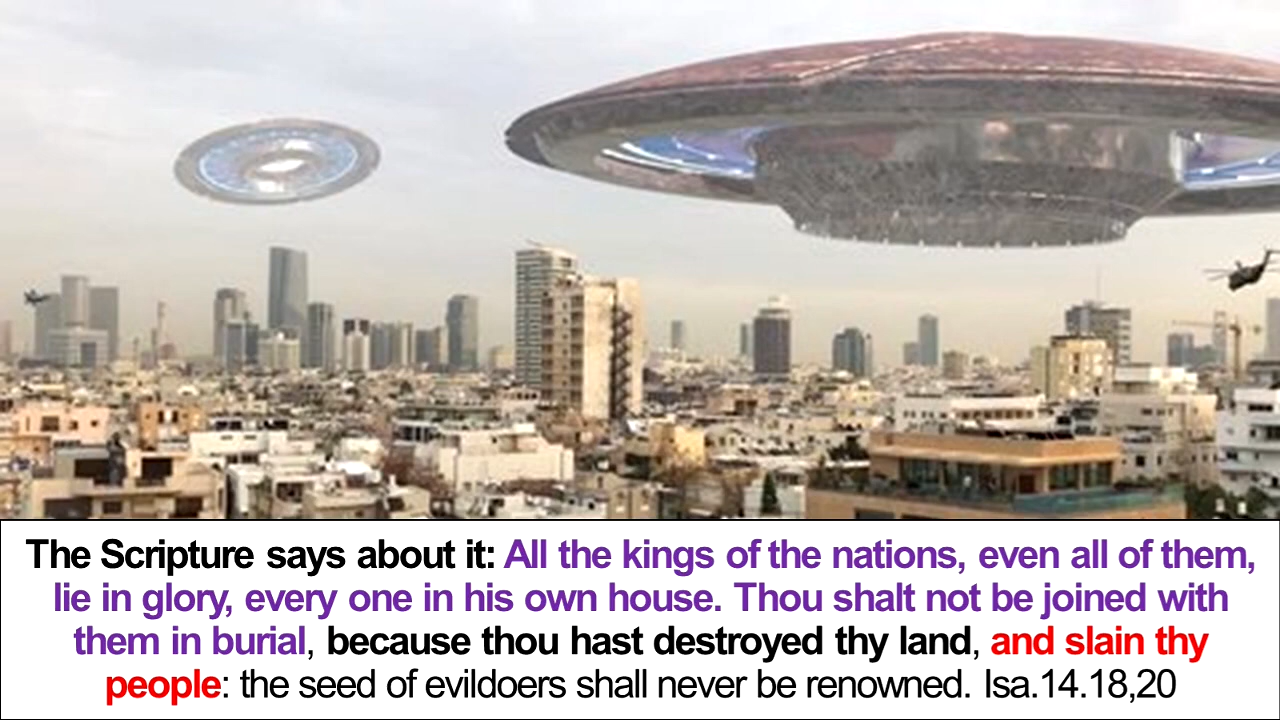 The Scripture says about it: All the kings of the nations, even all of them,
lie in glory, every one in his own house. Thou shalt not be joined with
them in burial, because thou hast destroyed thy land, and slain thy
people: the seed of evildoers shall never be renowned. Isa.14.18,20